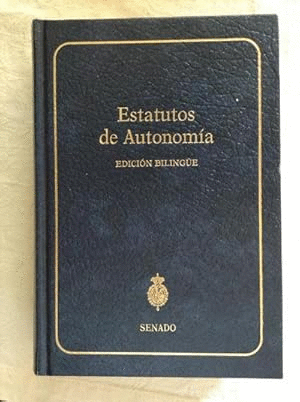 Estatutos
de Autonomía
EDICIÓN BILINGÜE
SENADO